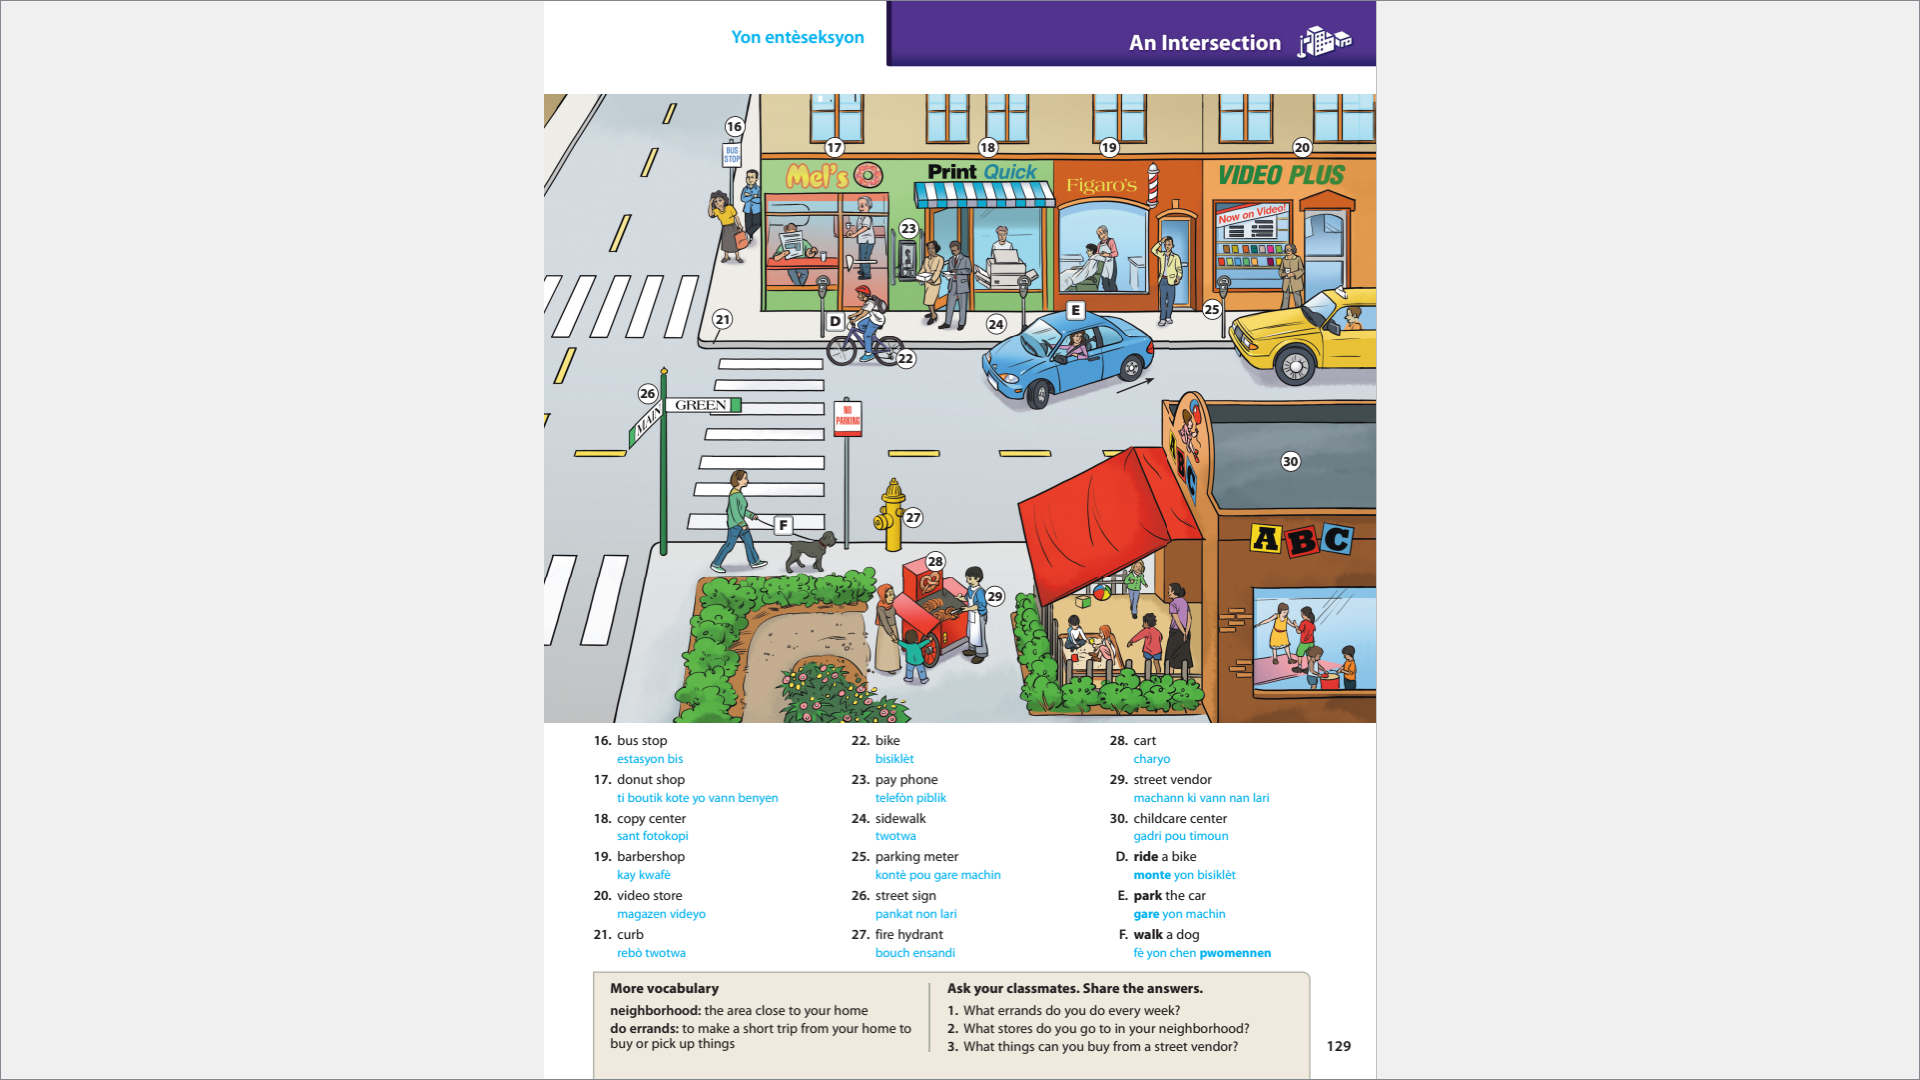 Yon entèseksyon
An Intersection
16
BUS
STOP
17
18
19
20
Mel's
Print Quick
Figaro's
VIDEO PLUS
Now on Video!
23
21
D
22
24
E
25
26
GREEN
MAIN
NO
PARKING
30
ABC
F
27
ABC
28
29
16. bus stop
estasyon bis
17. donut shop
ti boutik kote yo vann benyen
18. copy center
sant fotokopi
19. barbershop
kay kwafè
20. video store
magazen videyo
21. curb
rebò twotwa
22. bike
bisiklèt
23. pay phone
telefòn piblik
24. sidewalk
twotwa
25. parking meter
kontè pou gare machin
26. street sign
pankat non lari
27. fire hydrant
bouch ensandi
28. cart
charyo
29. street vendor
machann ki vann nan lari
30. childcare center
gadri pou timoun
D. ride a bike
monte yon bisiklèt
E. park the car
gare yon machin
F. walk a dog
fè yon chen pwomennen
More vocabulary
neighborhood: the area close to your home
do errands: to make a short trip from your home to
buy or pick up things
Ask your classmates. Share the answers.
1. What errands do you do every week?
2. What stores do you go to in your neighborhood?
3. What things can you buy from a street vendor?
129